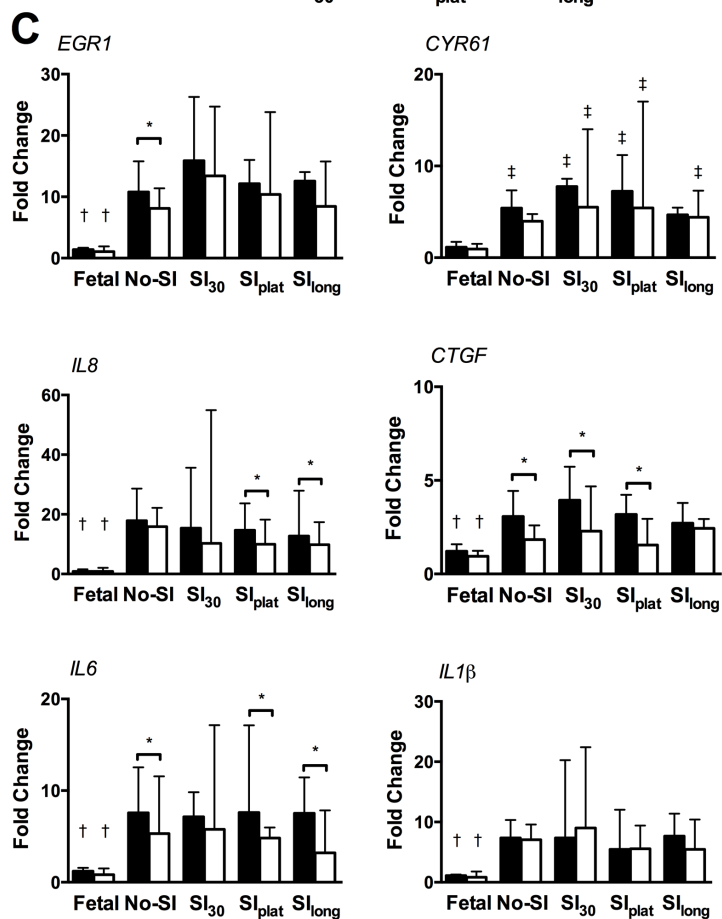 30 plat long
C
EGR1
Fold Change
30
20
10
0
*
† †
Fetal No-SI SI30 SIplat SIlong
CYR61
Fold Change
20
10
0
‡ ‡ ‡ ‡ ‡ ‡
Fetal No-SI SI30 SIplat SIlong
IL8
Fold Change
60
40
20
0
* *
† †
Fetal No-SI SI30 SIplat SIlong
CTGF
Fold Change
10
5
0
* * *
† †
Fetal No-SI SI30 SIplat SIlong
IL6
Fold Change
20
10
0
* * *
† †
Fetal No-SI SI30 SIplat SIlong
IL1β
Fold Change
30
20
10
0
† †
Fetal No-SI SI30 SIplat SIlong